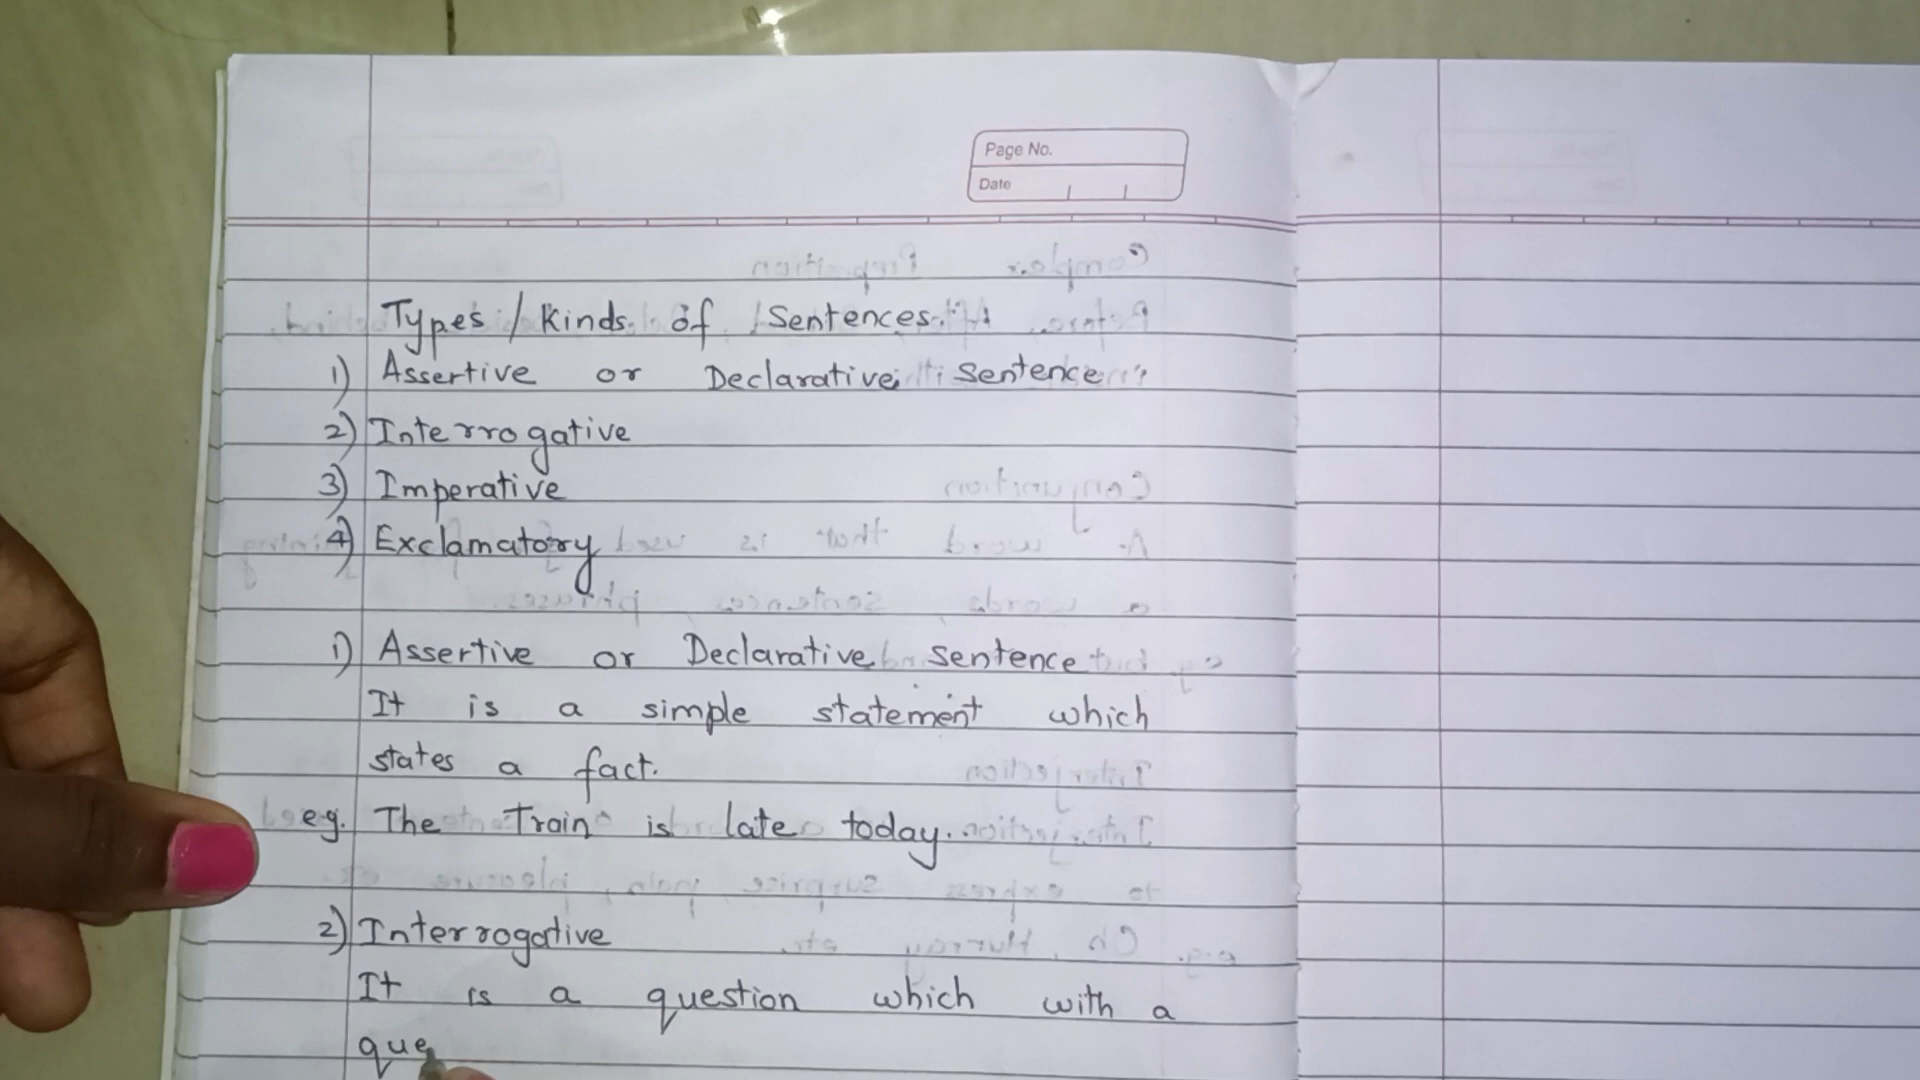 Page No.
Date
Types / Kinds of Sentences.
1) Assertive or Declarative Sentence
2) Interrogative
3) Imperative
4) Exclamatory
1) Assertive or Declarative Sentence
It is a simple statement which
states a fact.
eg. The Train is late today.
2) Interrogative
It is a question which with a
que